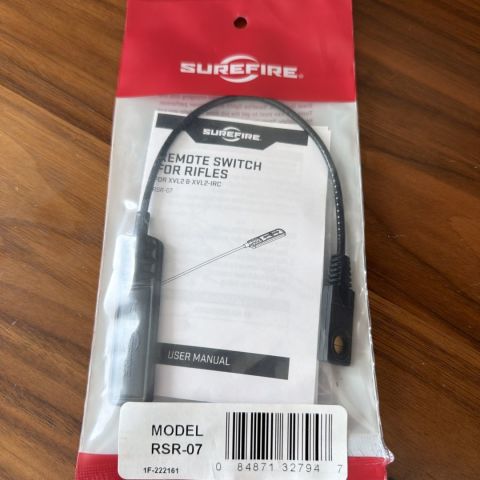 SUREFIRE
SUREFIRE
REMOTE SWITCH
FOR RIFLES
FOR XVL2 & XVL2-IRC
RSR-07
USER MANUAL
MODEL
RSR-07
1F-222161
0 84871 32794 7